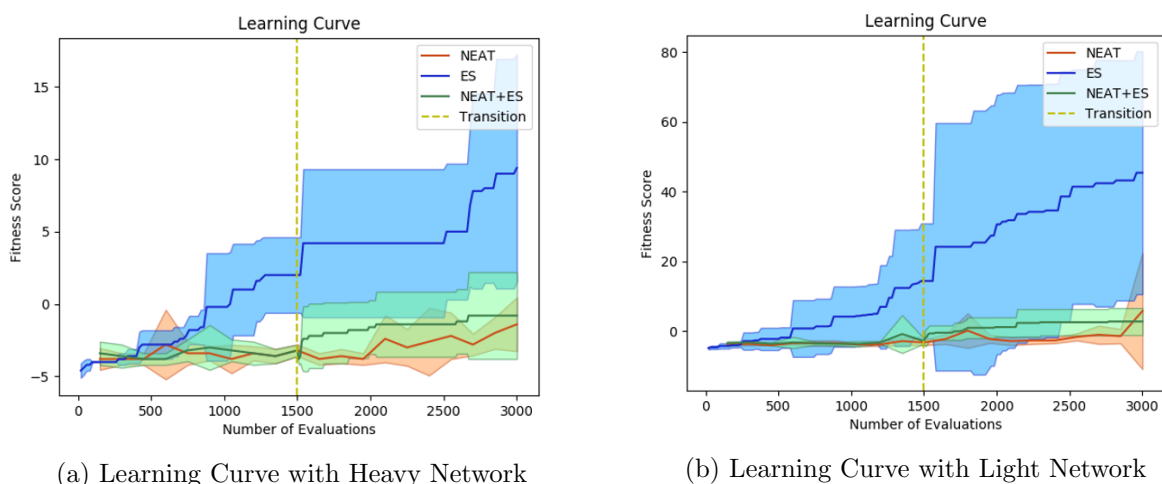 Learning Curve
Fitness Score
15
10
5
0
−5
NEAT
ES
NEAT+ES
Transition
0
500
1000
1500
2000
2500
3000
Number of Evaluations
(a) Learning Curve with Heavy Network
Learning Curve
Fitness Score
80
60
40
20
0
NEAT
ES
NEAT+ES
Transition
0
500
1000
1500
2000
2500
3000
Number of Evaluations
(b) Learning Curve with Light Network